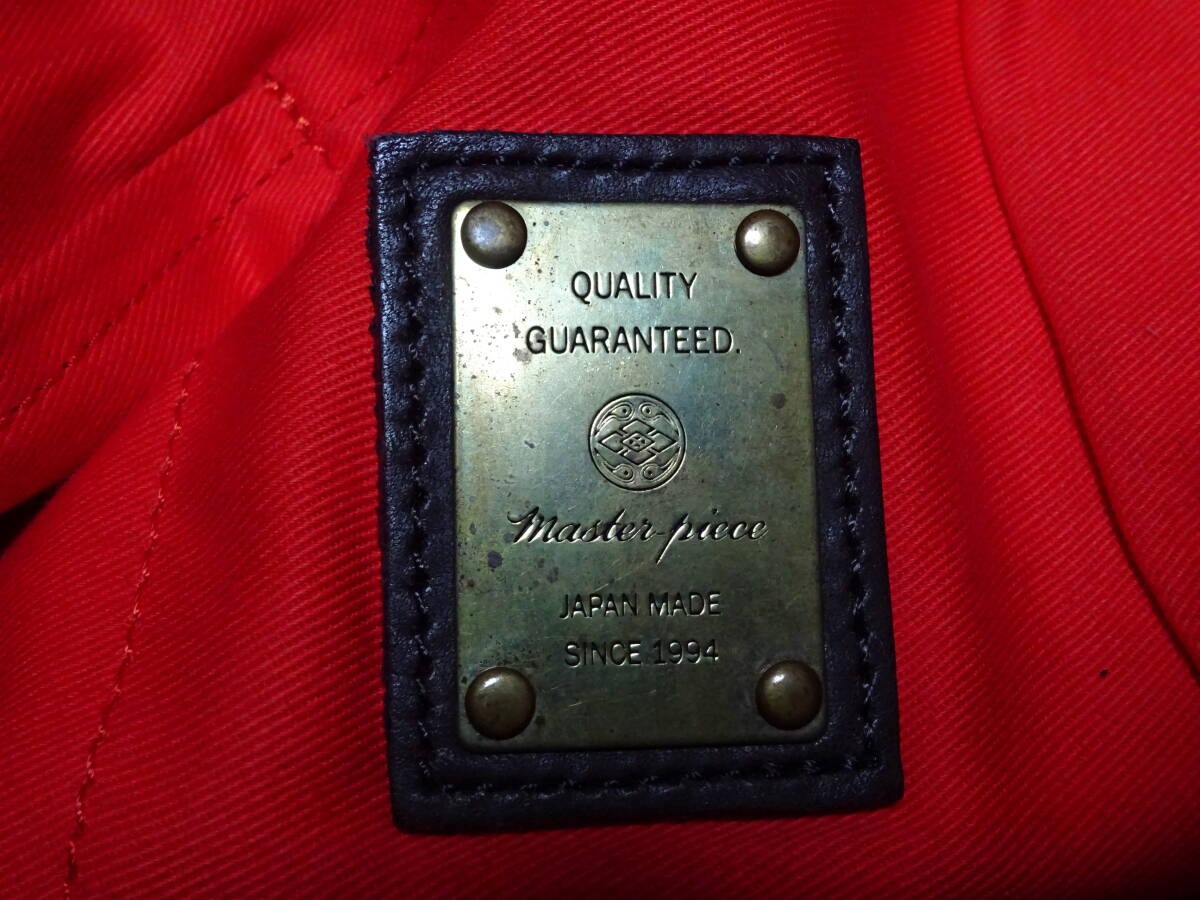 QUALITY
GUARANTEED.
Master-piece
JAPAN MADE
SINCE 1994